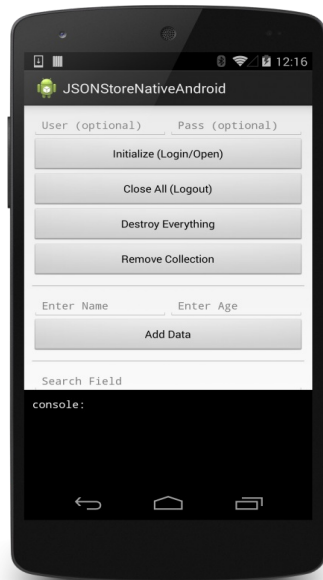 12:16
JSONStoreNativeAndroid
User (optional) Pass (optional)
Initialize (Login/Open)
Close All (Logout)
Destroy Everything
Remove Collection
Enter Name Enter Age
Add Data
Search Field
console: